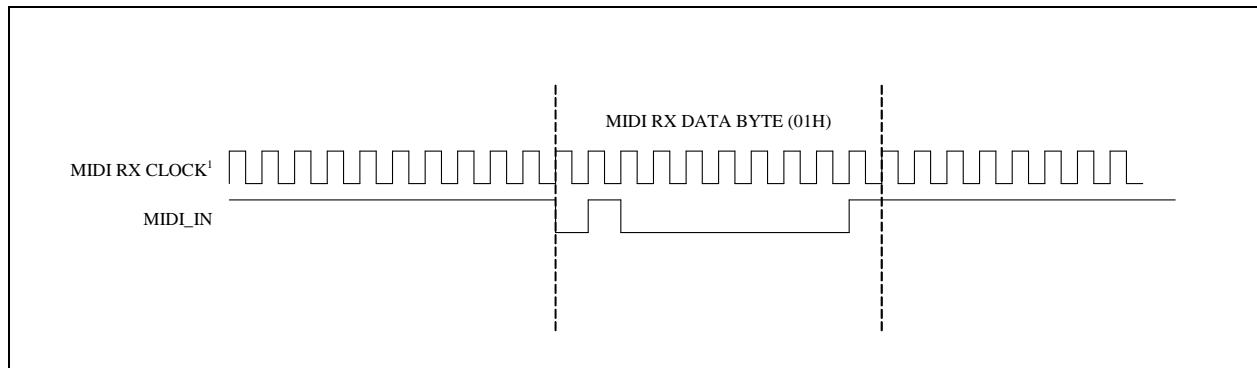 MIDI RX DATA BYTE (01H)
MIDI RX CLOCK¹
MIDI_IN